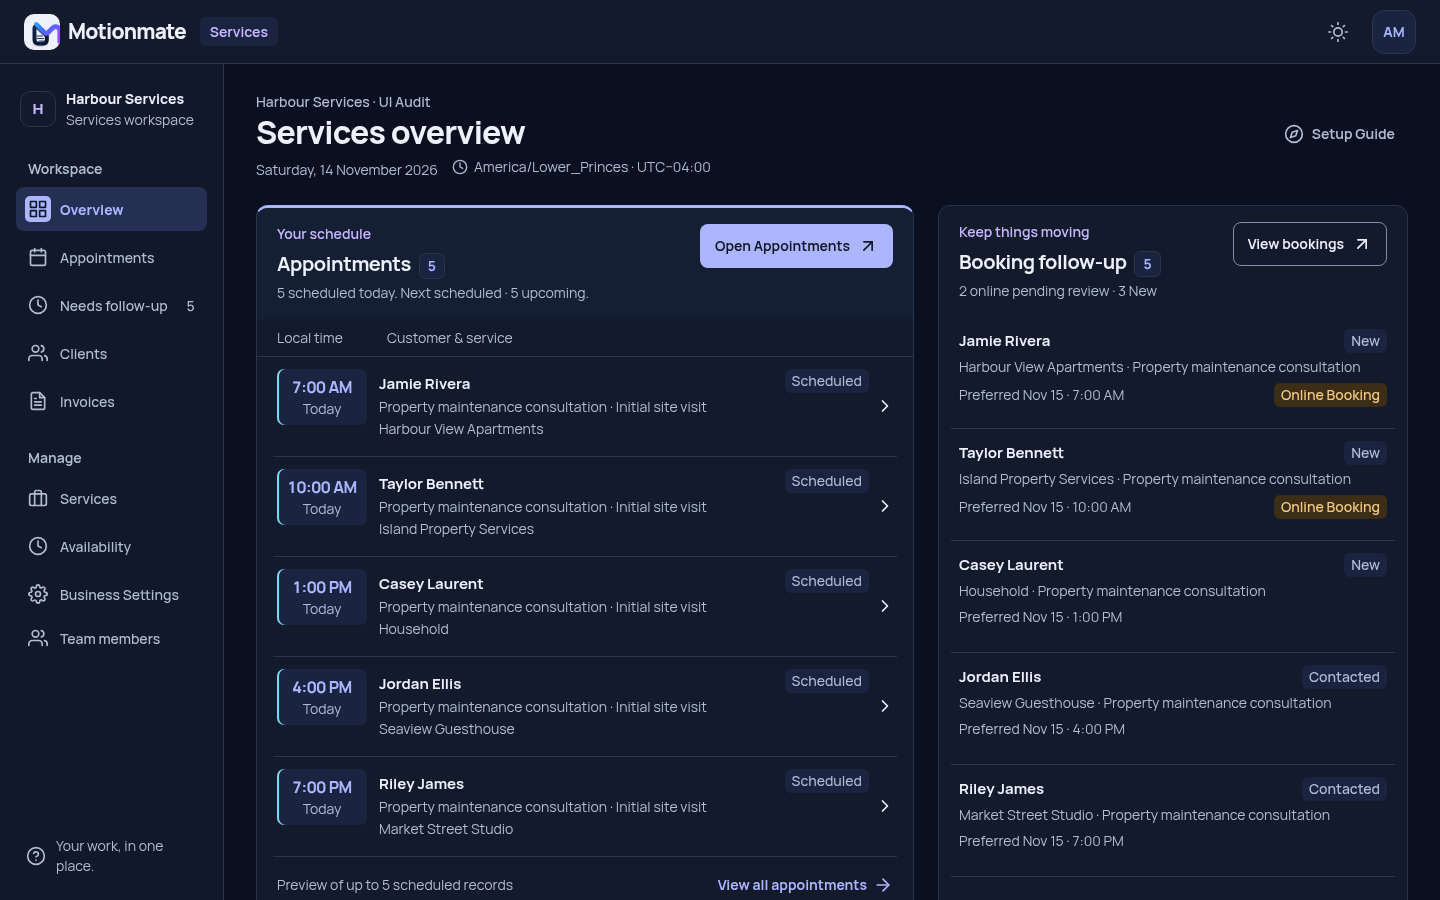 Motionmate
Services
AM
H
Harbour Services
Services workspace
Workspace
Overview
Appointments
Needs follow-up 5
Clients
Invoices
Manage
Services
Availability
Business Settings
Team members
Your work, in one
place.
Harbour Services · UI Audit
Services overview
Saturday, 14 November 2026
America/Lower_Princes · UTC−04:00
Setup Guide
Your schedule
Appointments 5
5 scheduled today. Next scheduled · 5 upcoming.
Open Appointments
Local time Customer & service
7:00 AM
Today
Jamie Rivera
Property maintenance consultation · Initial site visit
Harbour View Apartments
Scheduled
10:00 AM
Today
Taylor Bennett
Property maintenance consultation · Initial site visit
Island Property Services
Scheduled
1:00 PM
Today
Casey Laurent
Property maintenance consultation · Initial site visit
Household
Scheduled
4:00 PM
Today
Jordan Ellis
Property maintenance consultation · Initial site visit
Seaview Guesthouse
Scheduled
7:00 PM
Today
Riley James
Property maintenance consultation · Initial site visit
Market Street Studio
Scheduled
Preview of up to 5 scheduled records
View all appointments
Keep things moving
Booking follow-up 5
2 online pending review · 3 New
View bookings
Jamie Rivera New
Harbour View Apartments · Property maintenance consultation
Preferred Nov 15 · 7:00 AM Online Booking
Taylor Bennett New
Island Property Services · Property maintenance consultation
Preferred Nov 15 · 10:00 AM Online Booking
Casey Laurent New
Household · Property maintenance consultation
Preferred Nov 15 · 1:00 PM
Jordan Ellis Contacted
Seaview Guesthouse · Property maintenance consultation
Preferred Nov 15 · 4:00 PM
Riley James Contacted
Market Street Studio · Property maintenance consultation
Preferred Nov 15 · 7:00 PM